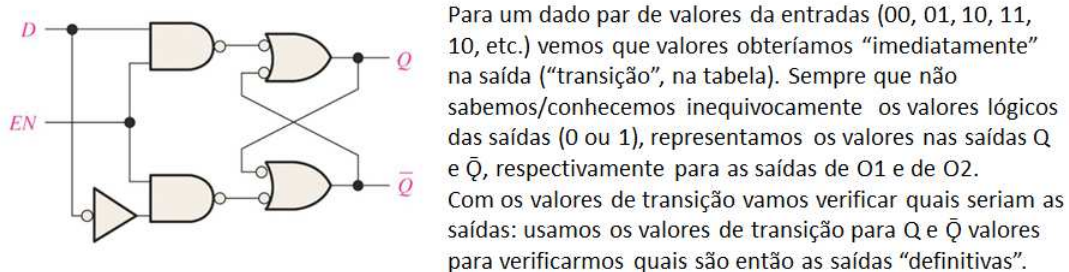 D
EN
Q
Q̄
Para um dado par de valores da entradas (00, 01, 10, 11,
10, etc.) vemos que valores obteríamos “imediatamente”
na saída (“transição”, na tabela). Sempre que não
sabemos/conhecemos inequivocamente os valores lógicos
das saídas (0 ou 1), representamos os valores nas saídas Q
e Q̄, respectivamente para as saídas de O1 e de O2.
Com os valores de transição vamos verificar quais seriam as
saídas: usamos os valores de transição para Q e Q̄ valores
para verificarmos quais são então as saídas “definitivas”.